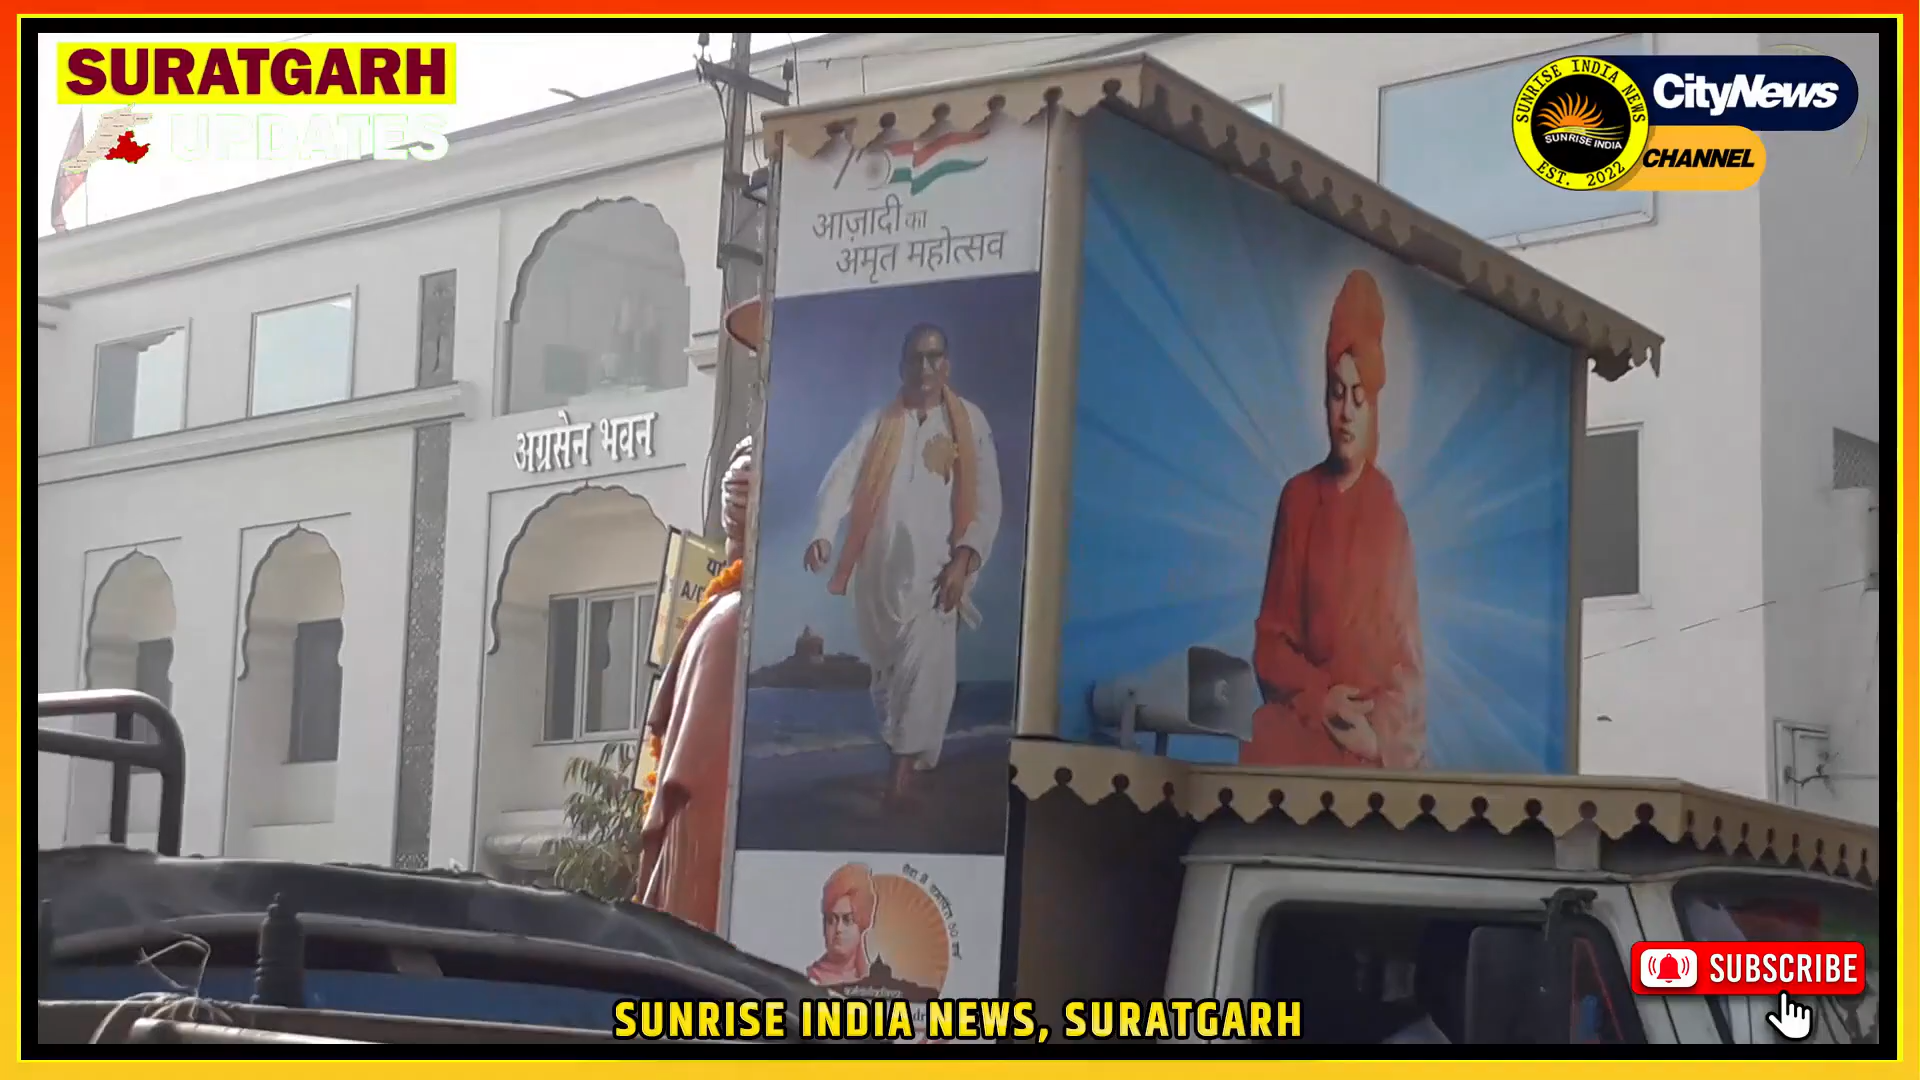 SURATGARH
UPDATES
SUNRISE INDIA NEWS
SUNRISE INDIA
EST. 2022
CityNews
CHANNEL
आज़ादी का
अमृत महोत्सव
अग्रसेन भवन
SUBSCRIBE
SUNRISE INDIA NEWS, SURATGARH